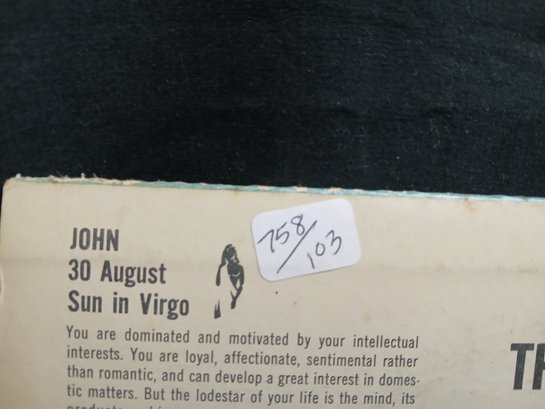 JOHN
30 August
Sun in Virgo
758/103
You are dominated and motivated by your intellectual
interests. You are loyal, affectionate, sentimental rather
than romantic, and can develop a great interest in domes-
tic matters. But the lodestar of your life is the mind, its